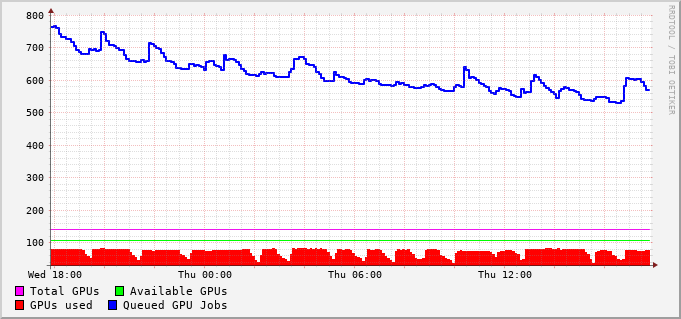 800
700
600
500
400
300
200
100
Wed 18:00 Thu 00:00 Thu 06:00 Thu 12:00
Total GPUs Available GPUs
GPUs used Queued GPU Jobs
RRDTOOL / TOBI OETIKER